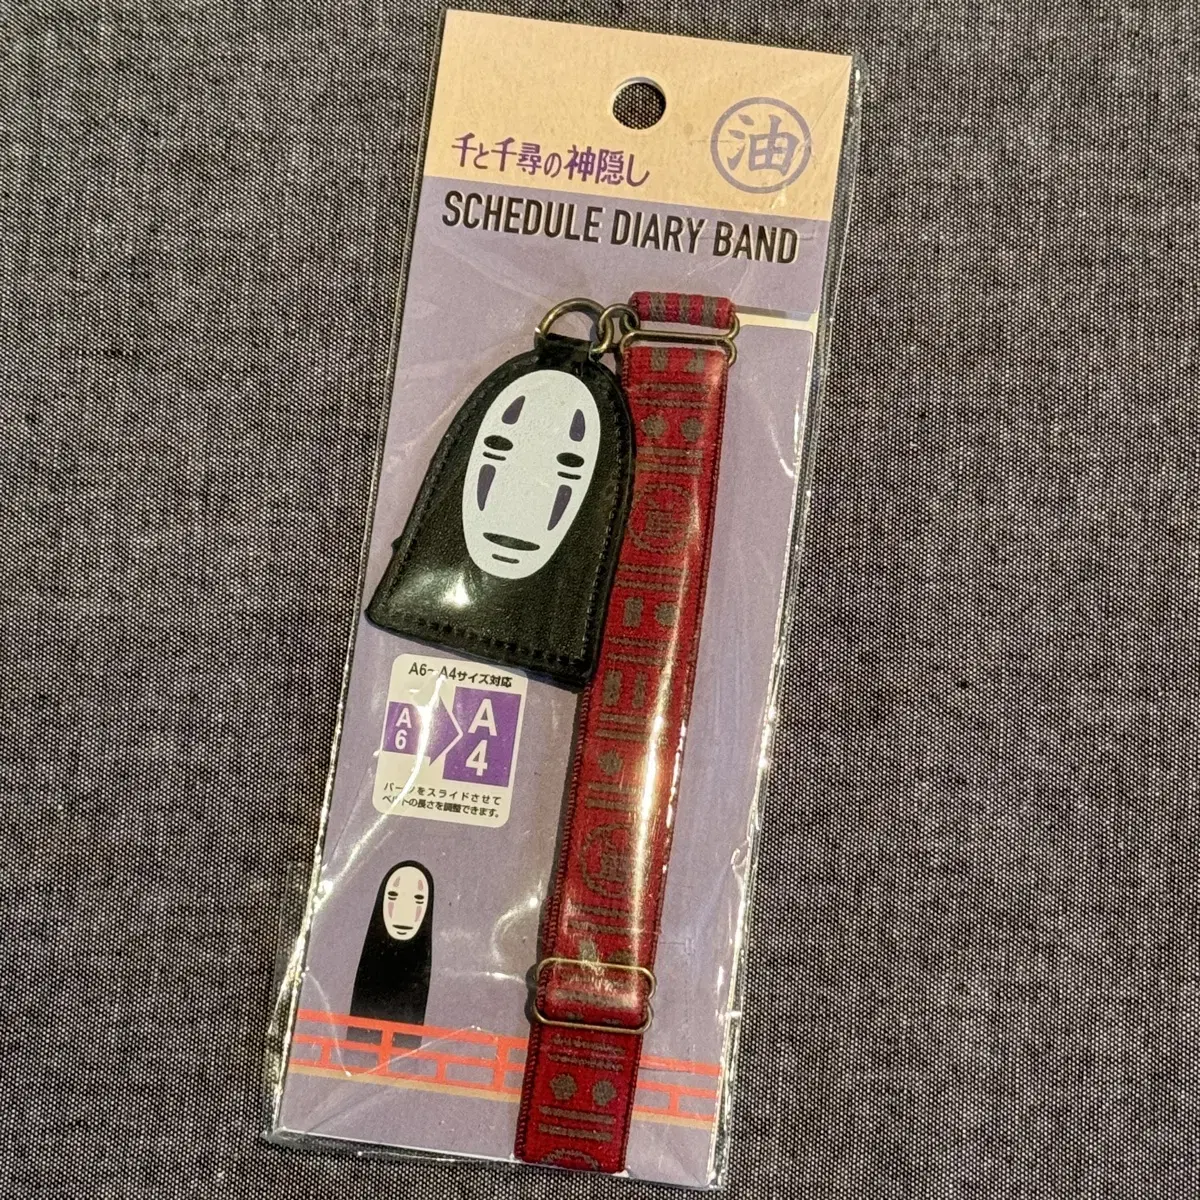 千と千尋の神隠し
油
SCHEDULE DIARY BAND
A6-A4サイズ対応
A6
A4
パーツをスライドさせて
ベルトの長さを調整できます。